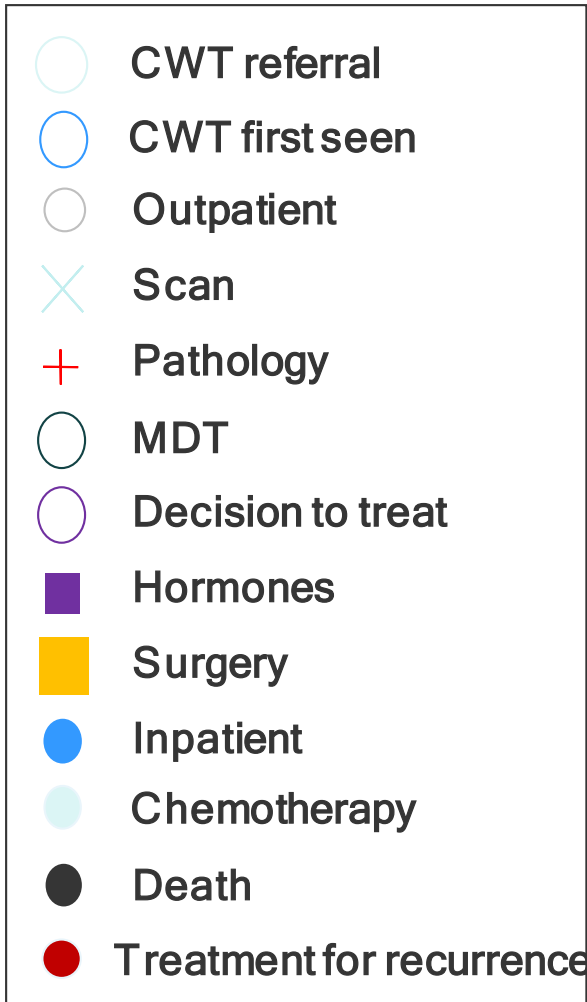 CWT referral
CWT first seen
Outpatient
Scan
Pathology
MDT
Decision to treat
Hormones
Surgery
Inpatient
Chemotherapy
Death
Treatment for recurrence